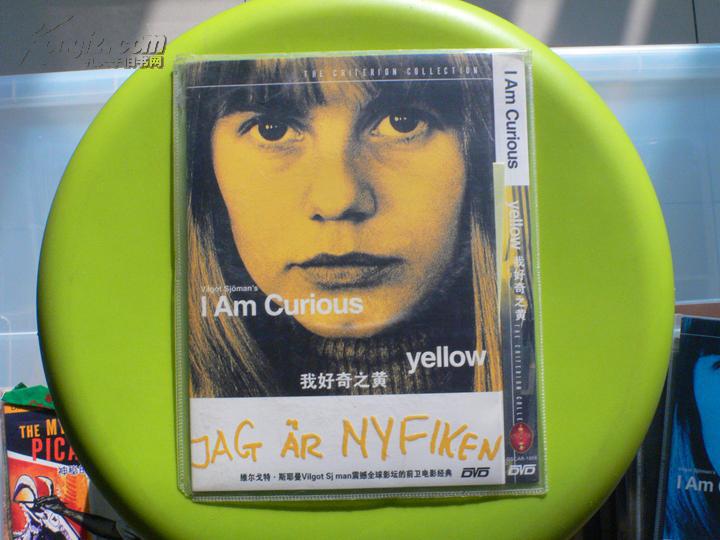 Kongfz.com
THE CRITERION COLLECTION
Vilgot Sjöman's
I Am Curious
yellow
我好奇之黄
JAG ÄR NYFIKEN
维尔戈特·斯耶曼Vilgot Sj man震撼全球影坛的前卫电影经典
DVD
I Am Curious
yellow
我好奇之黄
THE CRITERION COLLE
DVD
THE MY
PICA
I Am C